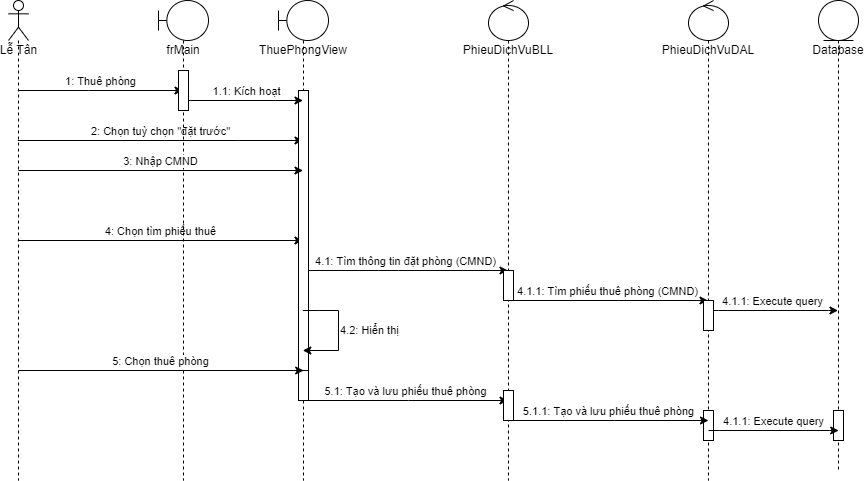 Lễ Tân
frMain
ThuePhongView
PhieuDichVuBLL
PhieuDichVuDAL
Database
1: Thuê phòng
1.1: Kích hoạt
2: Chọn tuỳ chọn "đặt trước"
3: Nhập CMND
4: Chọn tìm phiếu thuê
4.1: Tìm thông tin đặt phòng (CMND)
4.1.1: Tìm phiếu thuê phòng (CMND)
4.1.1: Execute query
4.2: Hiển thị
5: Chọn thuê phòng
5.1: Tạo và lưu phiếu thuê phòng
5.1.1: Tạo và lưu phiếu thuê phòng
4.1.1: Execute query